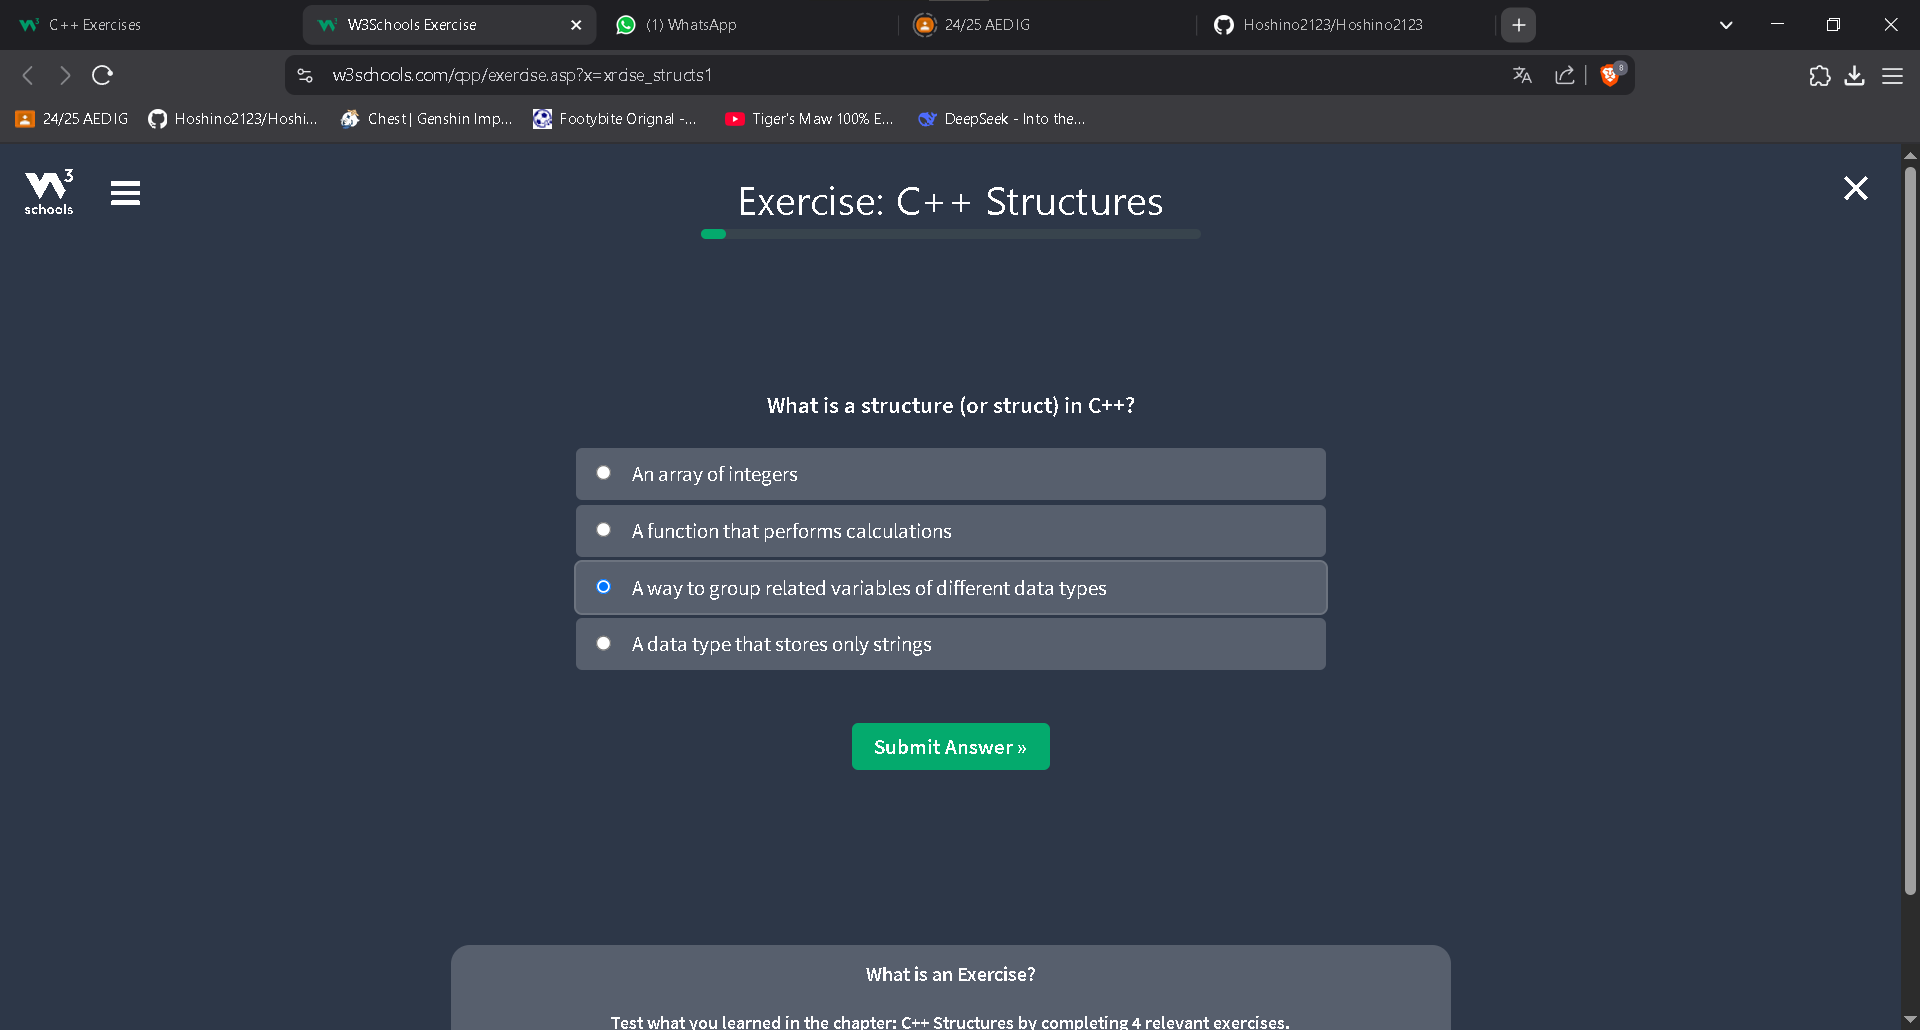 C++ Exercises
W3Schools Exercise
(1) WhatsApp
24/25 AEDIG
Hoshino2123/Hoshino2123
w3schools.com/cpp/exercise.asp?x=xrcise_structs1
24/25 AEDIG
Hoshino2123/Hoshi...
Chest | Genshin Imp...
Footybite Orignal -...
Tiger's Maw 100% E...
DeepSeek - Into the...
W3
schools
Exercise: C++ Structures
What is a structure (or struct) in C++?
An array of integers
A function that performs calculations
A way to group related variables of different data types
A data type that stores only strings
Submit Answer »
What is an Exercise?
Test what you learned in the chapter: C++ Structures by completing 4 relevant exercises.